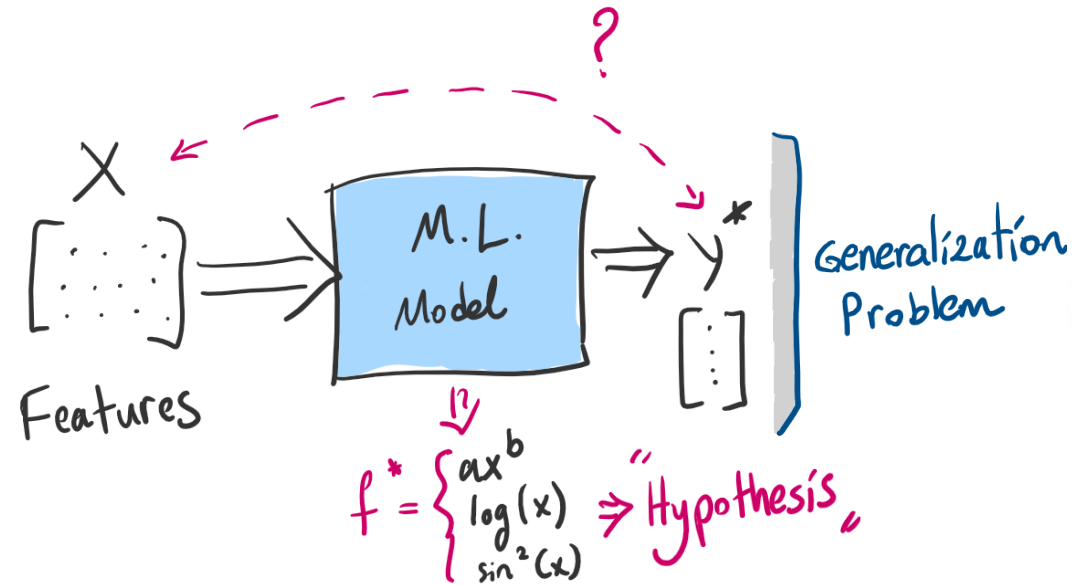 ?
X
Features
M.L.
Model
y*
Generalization
Problem
f* = { ax^b
log(x)
sin²(x)
⇒ "Hypothesis"